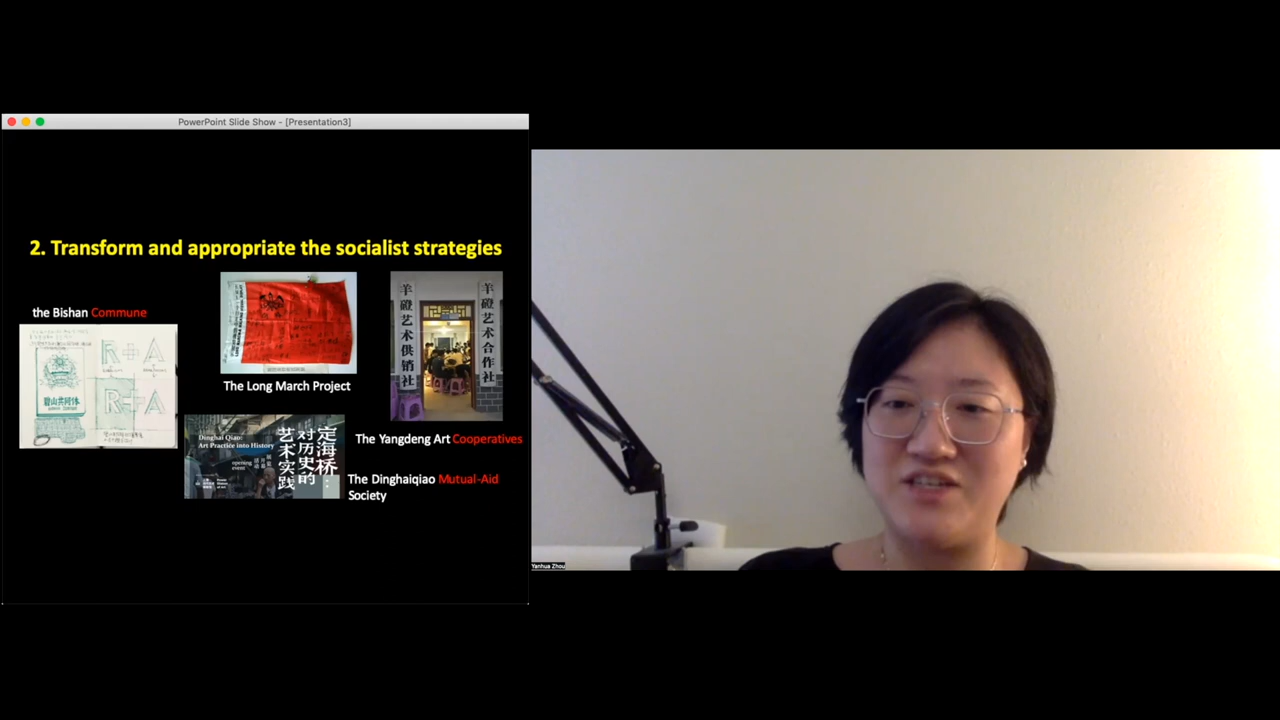 PowerPoint Slide Show - [Presentation3]
2. Transform and appropriate the socialist strategies
the Bishan Commune
碧山共同体
R+A
R+A
The Long March Project
羊磴艺术供销社
羊磴艺术合作社
The Yangdeng Art Cooperatives
Dinghai Qiao:
Art Practice into History
opening
event
定海桥：
对历史的
艺术实践
The Dinghaiqiao Mutual-Aid
Society
Yanhua Zhou